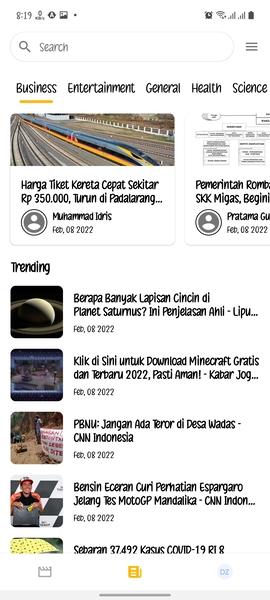 8:19
Search
Business Entertainment General Health Science
Harga Tiket Kereta Cepat Sekitar
Rp 350.000, Turun di Padalarang...
Muhammad Idris
Feb, 08 2022
Pemerintah Romba
SKK Migas, Begini
Pratama Gu
Feb, 08 2022
Trending
Berapa Banyak Lapisan Cincin di
Planet Saturnus? Ini Penjelasan Ahli - Lipu...
Feb, 08 2022
Klik di Sini untuk Download Minecraft Gratis
dan Terbaru 2022, Pasti Aman! - Kabar Jog...
Feb, 08 2022
PBNU: Jangan Ada Teror di Desa Wadas -
CNN Indonesia
Feb, 08 2022
Bensin Eceran Curi Perhatian Espargaro
Jelang Tes MotoGP Mandalika - CNN Indon...
Feb, 08 2022
Sebaran 37.492 Kasus COVID-19 RI 8
DZ